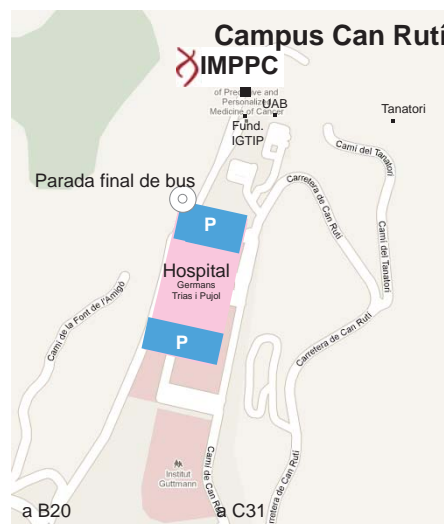 Campus Can Rutí
IMPPC
of Predictive and
Personalized
Medicine of Cancer
UAB
Fund.
IGTIP
Tanatori
Camí del Tanatori
Parada final de bus
Carretera de Can Rutí
P
Camí del Tanatori
Hospital
Germans
Trias i Pujol
Camí de la Font de l'Amigó
P
Carretera de Can Rutí
Institut
Guttmann
Camí de Can Ru
Carretera de Can Rutí
a B20
a C31